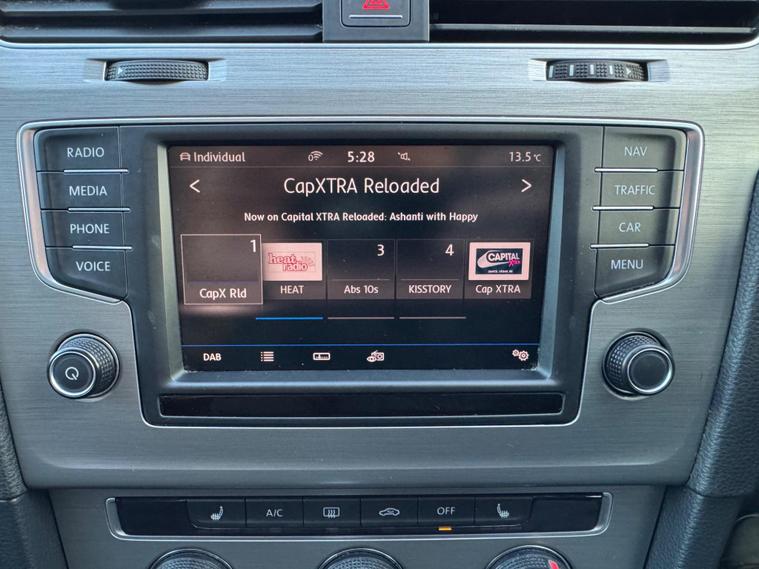 Individual 5:28 13.5 °C
RADIO
MEDIA
PHONE
VOICE
CapXTRA Reloaded
Now on Capital XTRA Reloaded: Ashanti with Happy
1 3 4
heat radio
CAPITAL
CapX Rld HEAT Abs 10s KISSTORY Cap XTRA
DAB
NAV
TRAFFIC
CAR
MENU
A/C OFF